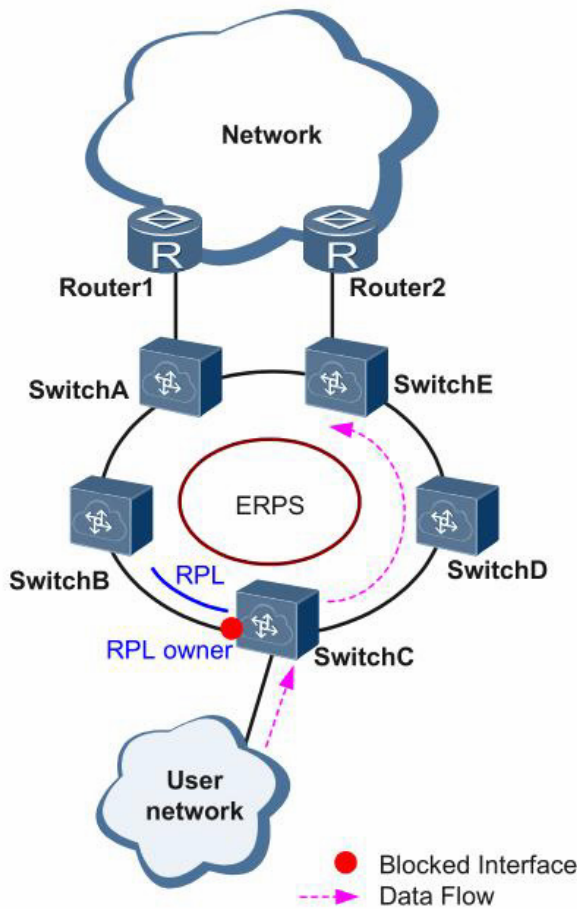 Network
R
R
Router1
Router2
SwitchA
SwitchE
ERPS
SwitchB
RPL
SwitchD
RPL owner
SwitchC
User
network
Blocked Interface
Data Flow